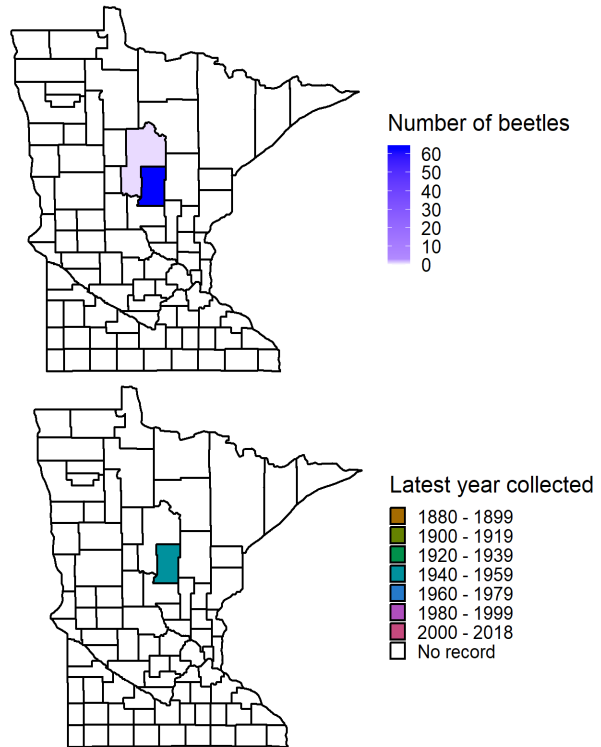 Number of beetles
60
50
40
30
20
10
0
Latest year collected
1880 - 1899
1900 - 1919
1920 - 1939
1940 - 1959
1960 - 1979
1980 - 1999
2000 - 2018
No record